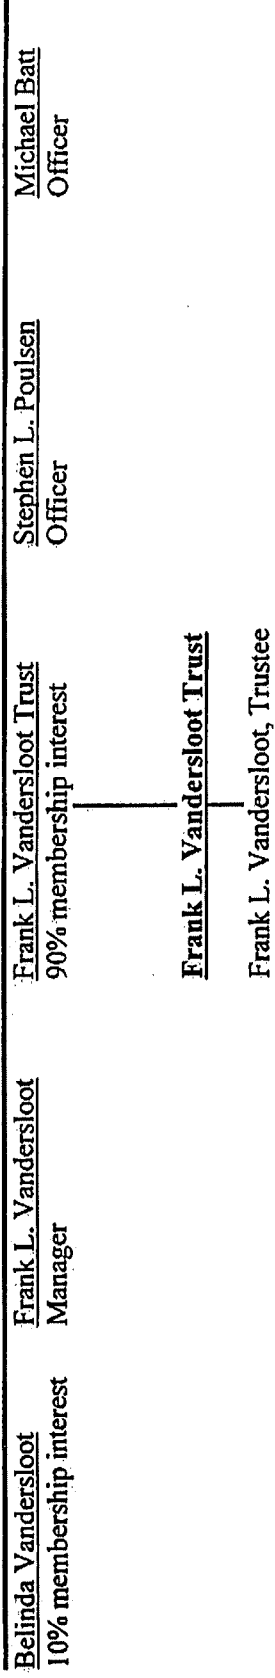 Belinda Vandersloot
10% membership interest
Frank L. Vandersloot
Manager
Frank L. Vandersloot Trust
90% membership interest
Stephen L. Poulsen
Officer
Michael Batt
Officer
Frank L. Vandersloot Trust
Frank L. Vandersloot, Trustee